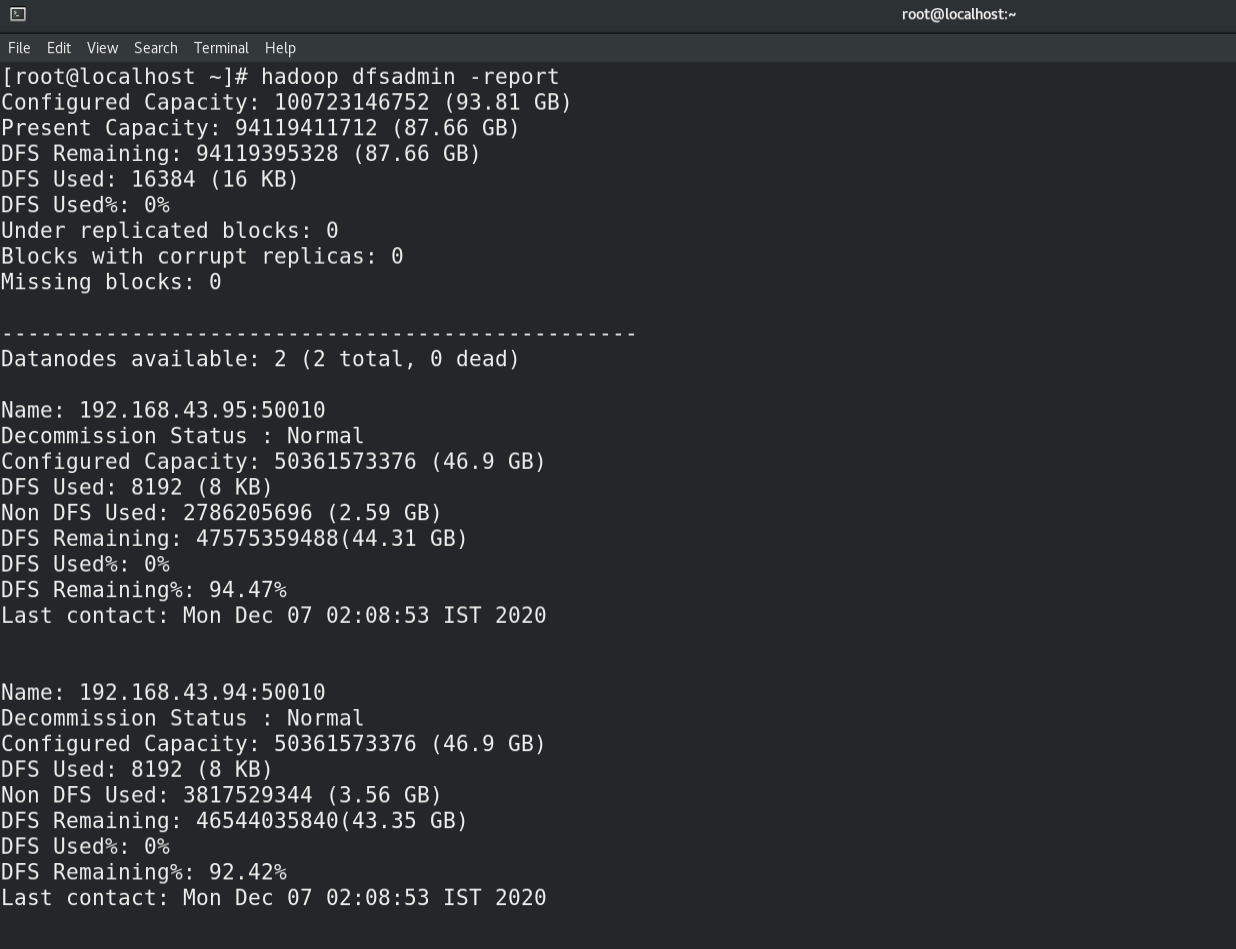 root@localhost:~
File Edit View Search Terminal Help
[root@localhost ~]# hadoop dfsadmin -report
Configured Capacity: 100723146752 (93.81 GB)
Present Capacity: 94119411712 (87.66 GB)
DFS Remaining: 94119395328 (87.66 GB)
DFS Used: 16384 (16 KB)
DFS Used%: 0%
Under replicated blocks: 0
Blocks with corrupt replicas: 0
Missing blocks: 0
-------------------------------------------------
Datanodes available: 2 (2 total, 0 dead)
Name: 192.168.43.95:50010
Decommission Status : Normal
Configured Capacity: 50361573376 (46.9 GB)
DFS Used: 8192 (8 KB)
Non DFS Used: 2786205696 (2.59 GB)
DFS Remaining: 47575359488(44.31 GB)
DFS Used%: 0%
DFS Remaining%: 94.47%
Last contact: Mon Dec 07 02:08:53 IST 2020
Name: 192.168.43.94:50010
Decommission Status : Normal
Configured Capacity: 50361573376 (46.9 GB)
DFS Used: 8192 (8 KB)
Non DFS Used: 3817529344 (3.56 GB)
DFS Remaining: 46544035840(43.35 GB)
DFS Used%: 0%
DFS Remaining%: 92.42%
Last contact: Mon Dec 07 02:08:53 IST 2020